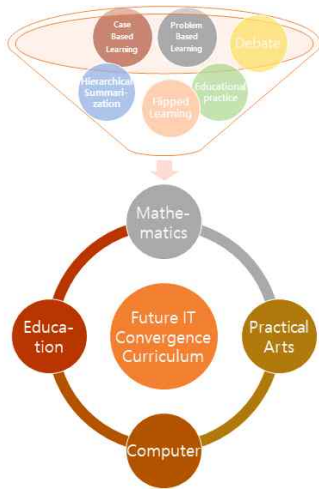 Case
Based
Learning
Problem
Based
Learning
Debate
Hierarchical
Summari-
zation
Flipped
Learning
Educational
practice
Mathe-
matics
Educa-
tion
Future IT
Convergence
Curriculum
Practical
Arts
Computer